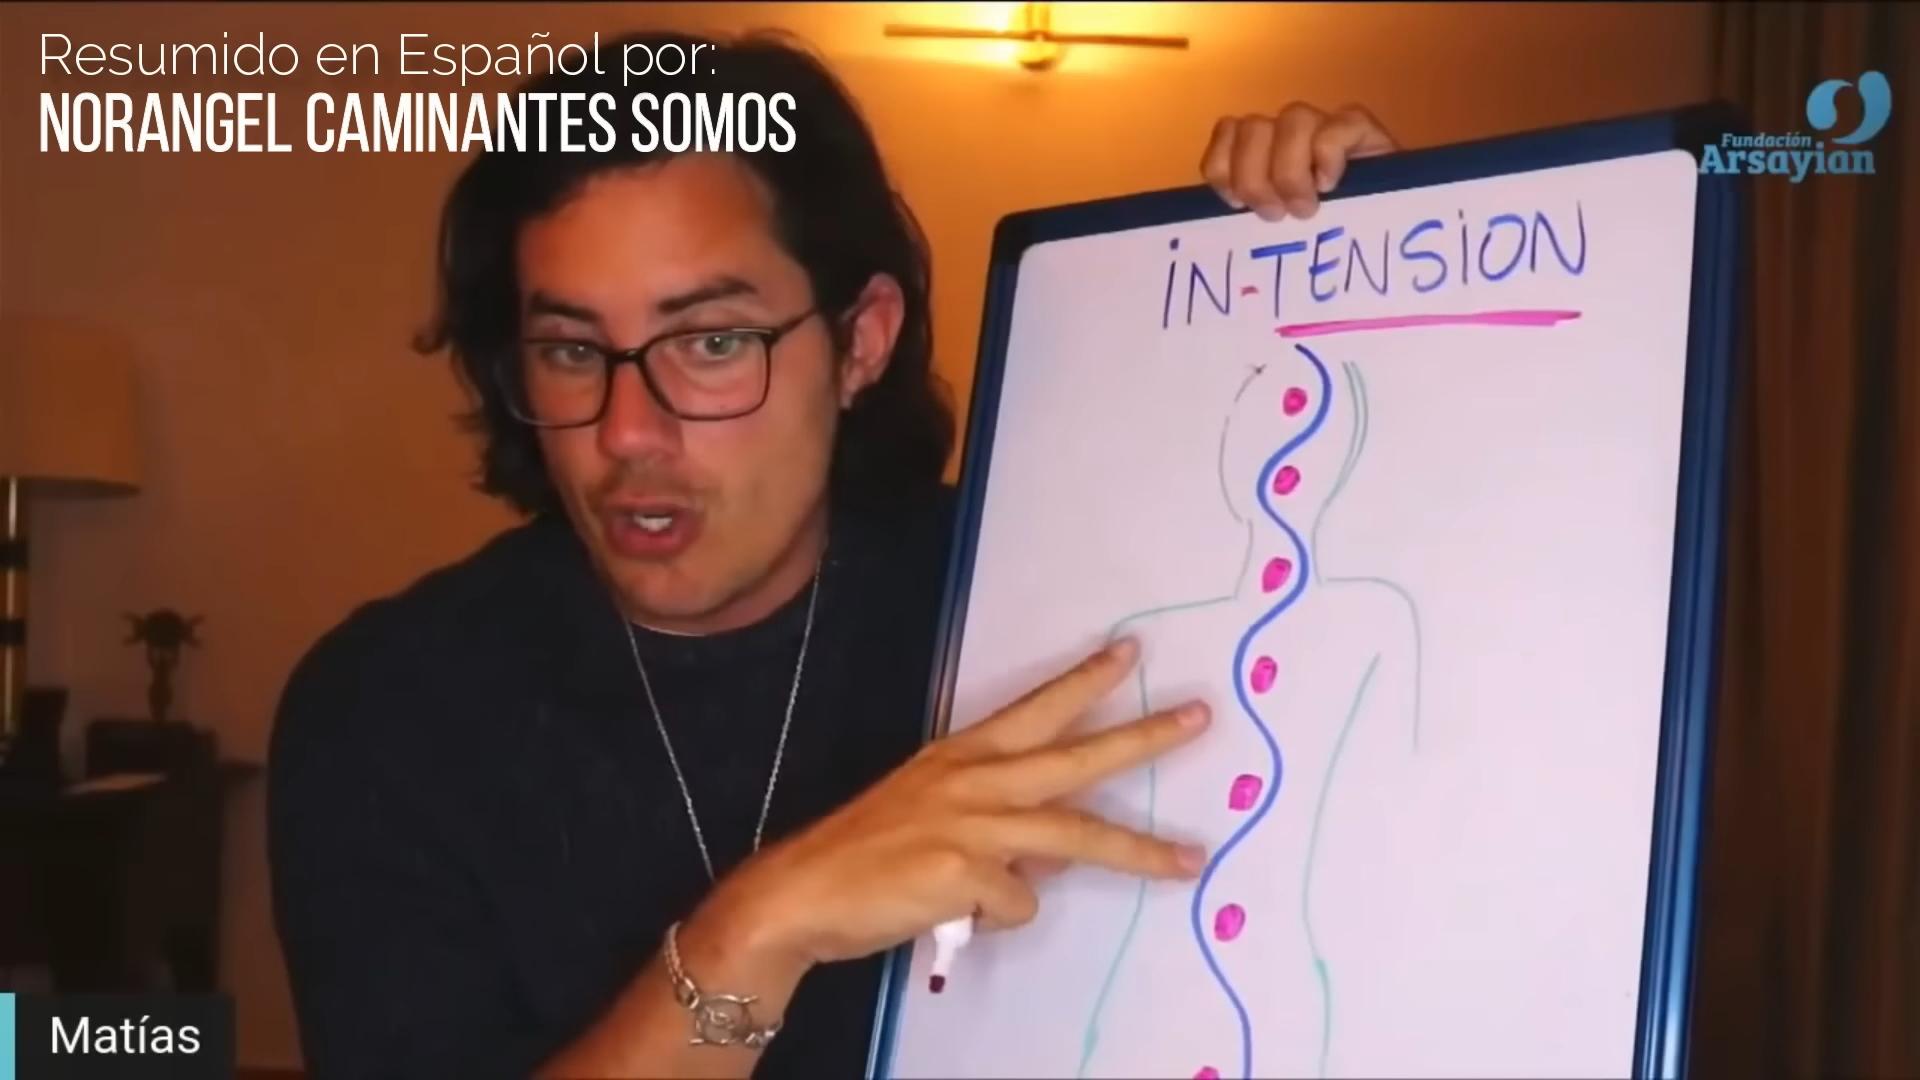 Resumido en Español por:
NORANGEL CAMINANTES SOMOS
Fundación
Arsayian
iN-TENSiON
Matías